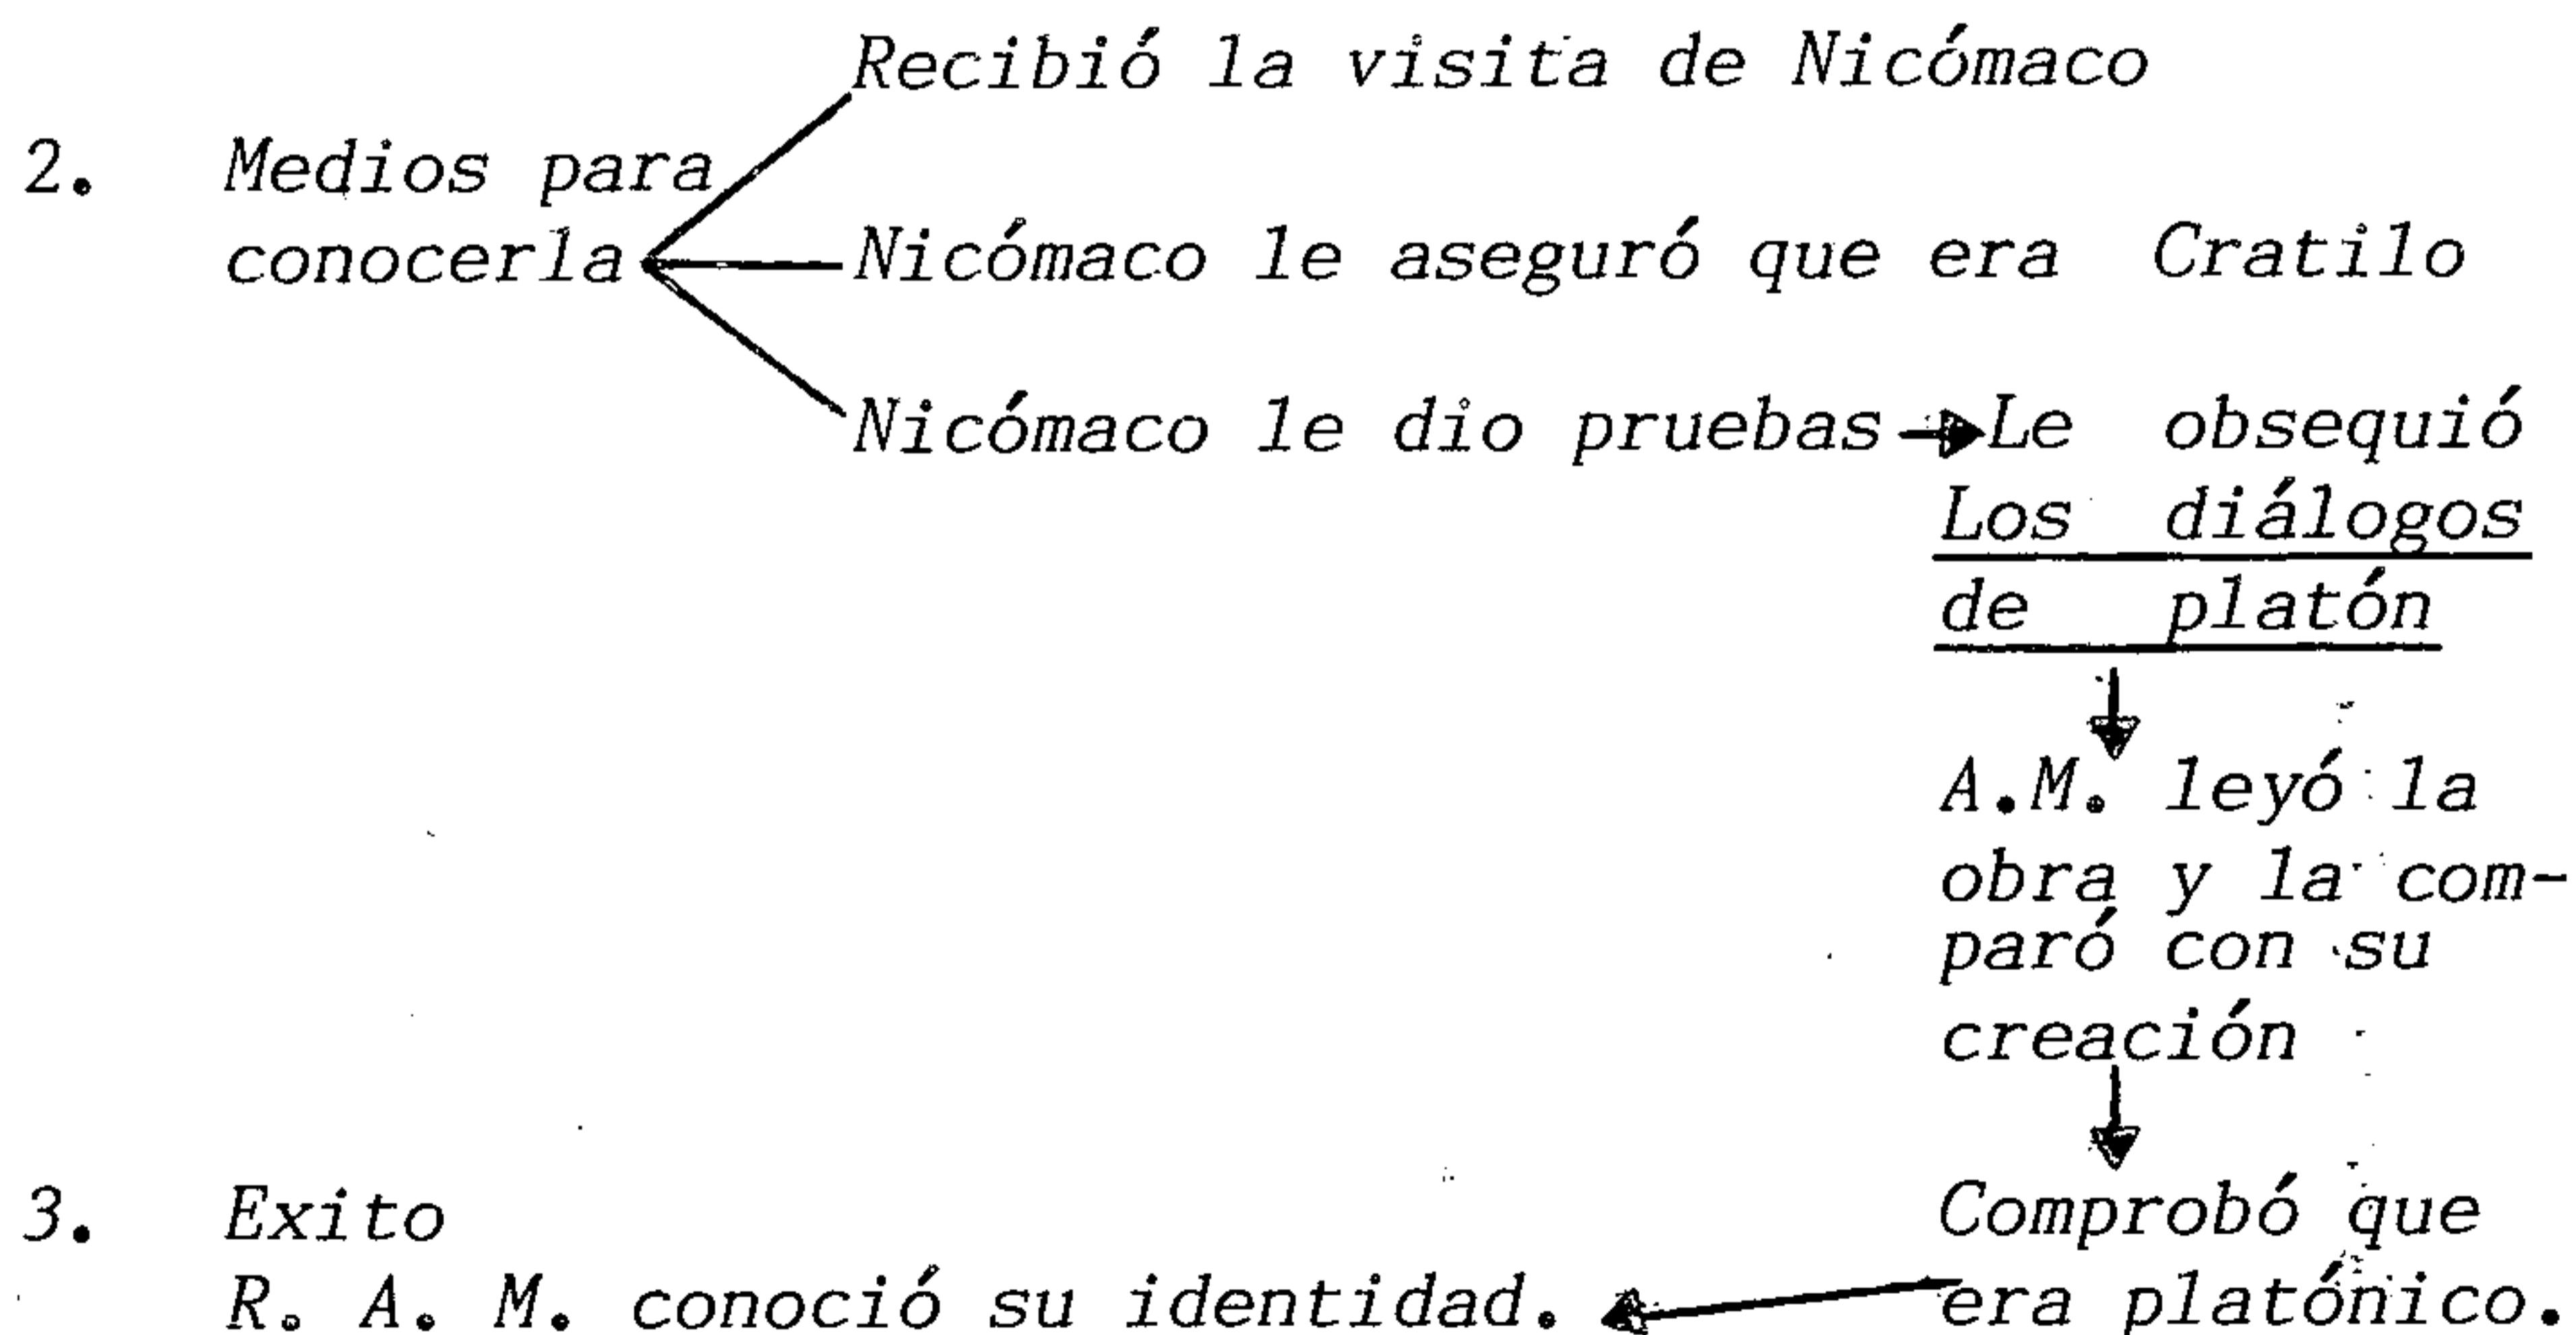 Recibió la visita de Nicómaco
2. Medios para
conocerla
Nicómaco le aseguró que era Cratilo
Nicómaco le dio pruebas
Le obsequió
Los diálogos
de platón
A.M. leyó la
obra y la com-
paró con su
creación
Comprobó que
era platónico.
3. Exito
R. A. M. conoció su identidad.